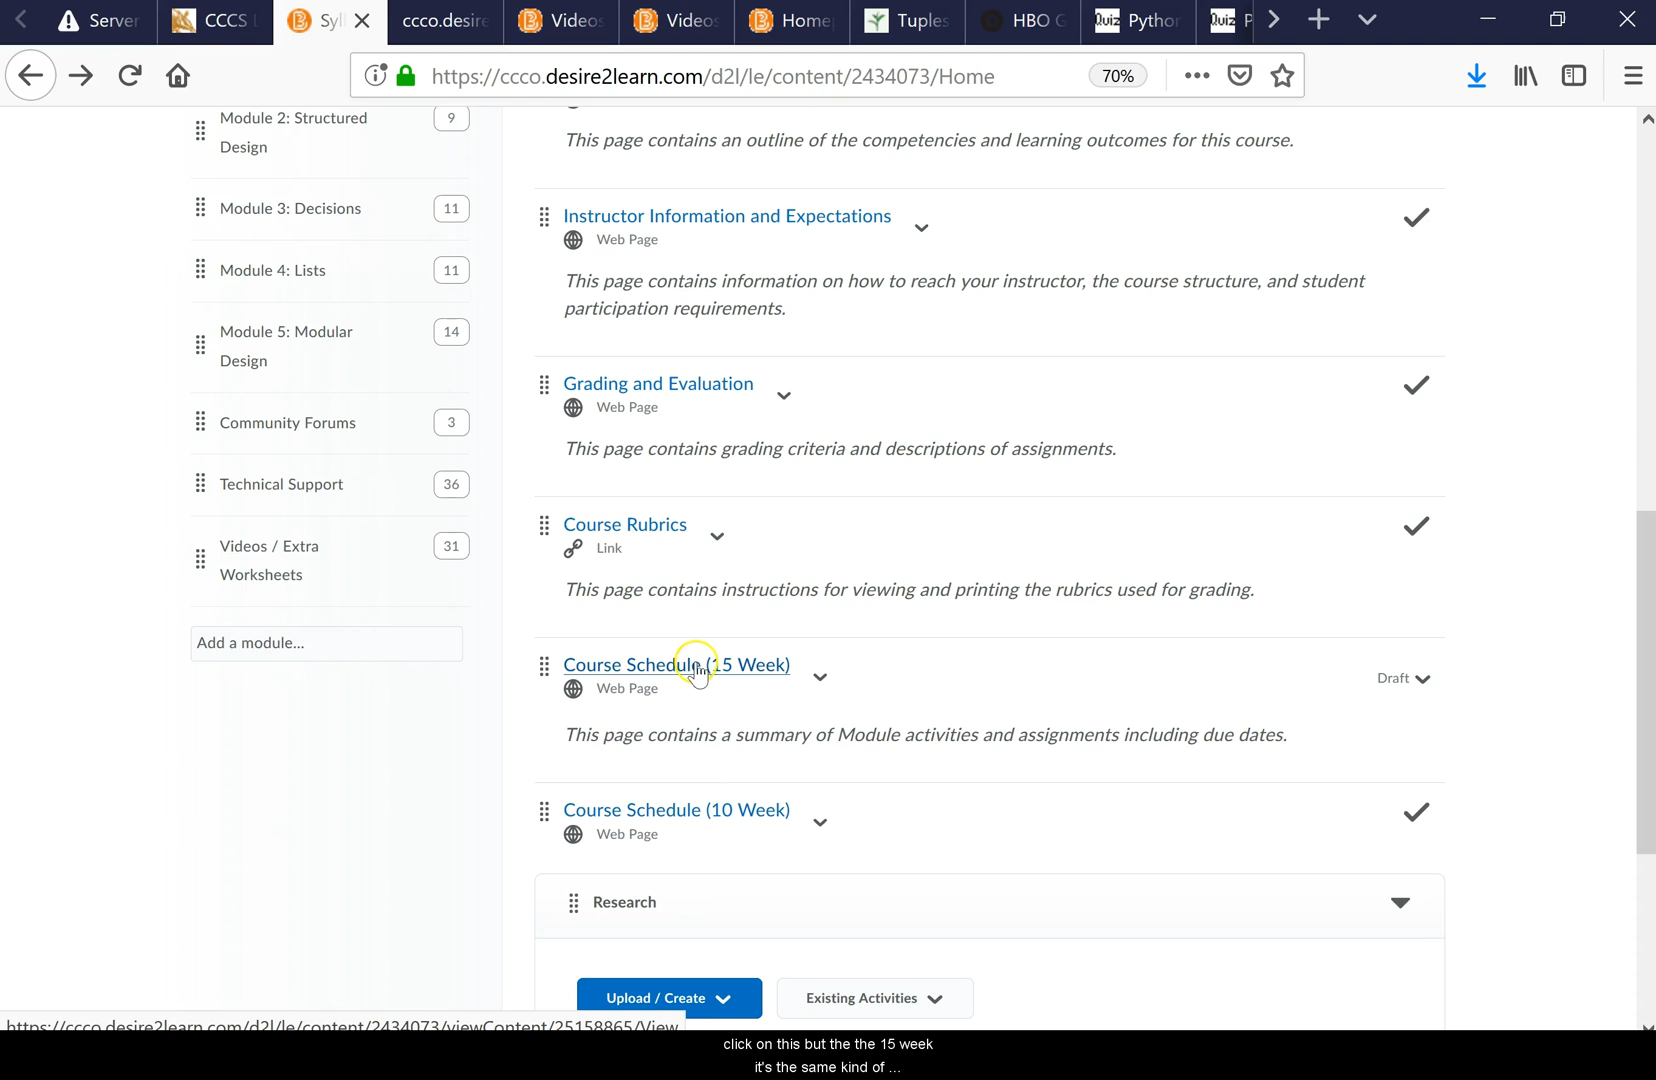 Server
CCCS
Syl
ccco.desire
Videos
Videos
Home
Tuples
HBO G
Quiz Python
Quiz P
https://ccco.desire2learn.com/d2l/le/content/2434073/Home
70%
Module 2: Structured
Design
9
Module 3: Decisions
11
Module 4: Lists
11
Module 5: Modular
Design
14
Community Forums
3
Technical Support
36
Videos / Extra
Worksheets
31
Add a module...
This page contains an outline of the competencies and learning outcomes for this course.
Instructor Information and Expectations
Web Page
This page contains information on how to reach your instructor, the course structure, and student
participation requirements.
Grading and Evaluation
Web Page
This page contains grading criteria and descriptions of assignments.
Course Rubrics
Link
This page contains instructions for viewing and printing the rubrics used for grading.
Course Schedule (15 Week)
Web Page
Draft
This page contains a summary of Module activities and assignments including due dates.
Course Schedule (10 Week)
Web Page
Research
Upload / Create
Existing Activities
https://ccco.desire2learn.com/d2l/le/content/2434073/viewContent/25158865/View
click on this but the the 15 week
it's the same kind of ...